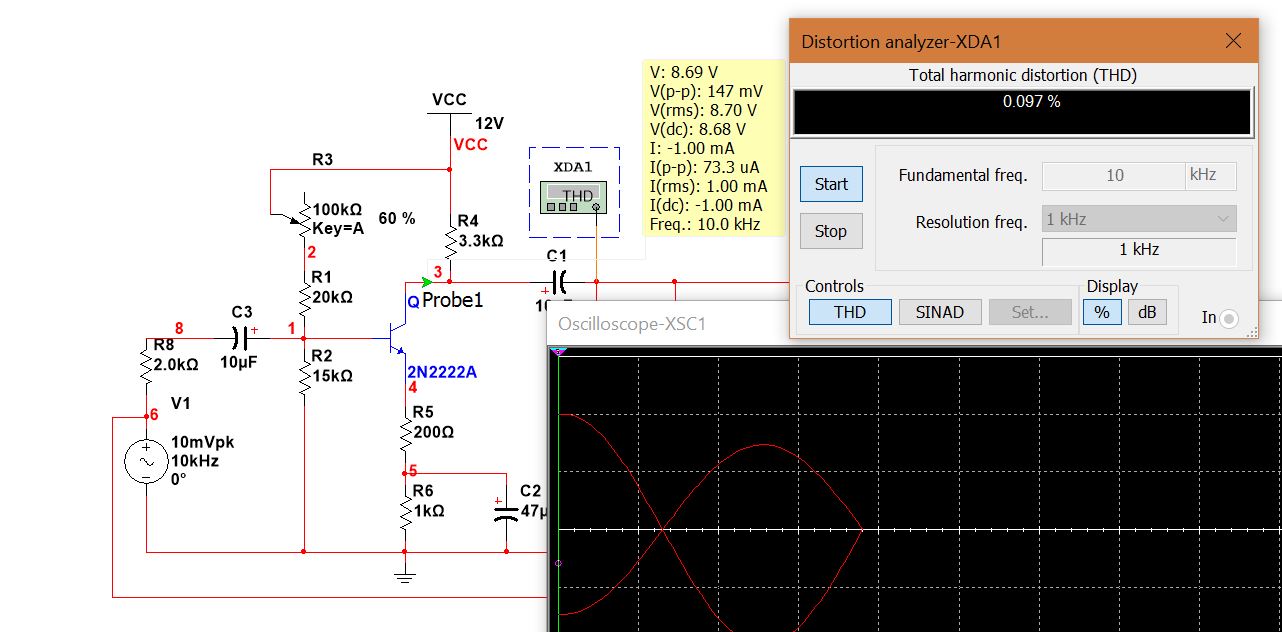 Distortion analyzer-XDA1
Total harmonic distortion (THD)
0.097 %
Start
Stop
Fundamental freq.
10
kHz
Resolution freq.
1 kHz
1 kHz
Controls
THD
SINAD
Set...
Display
%
dB
In
V: 8.69 V
V(p-p): 147 mV
V(rms): 8.70 V
V(dc): 8.68 V
I: -1.00 mA
I(p-p): 73.3 uA
I(rms): 1.00 mA
I(dc): -1.00 mA
Freq.: 10.0 kHz
VCC
12V
VCC
XDA1
THD
R3
100kΩ
Key=A
60 %
2
R4
3.3kΩ
R1
20kΩ
3
Probe1
C1
Q
C3
10µF
8
1
R8
2.0kΩ
R2
15kΩ
2N2222A
4
V1
6
10mVpk
10kHz
0°
R5
200Ω
5
R6
1kΩ
C2
47µ
Oscilloscope-XSC1